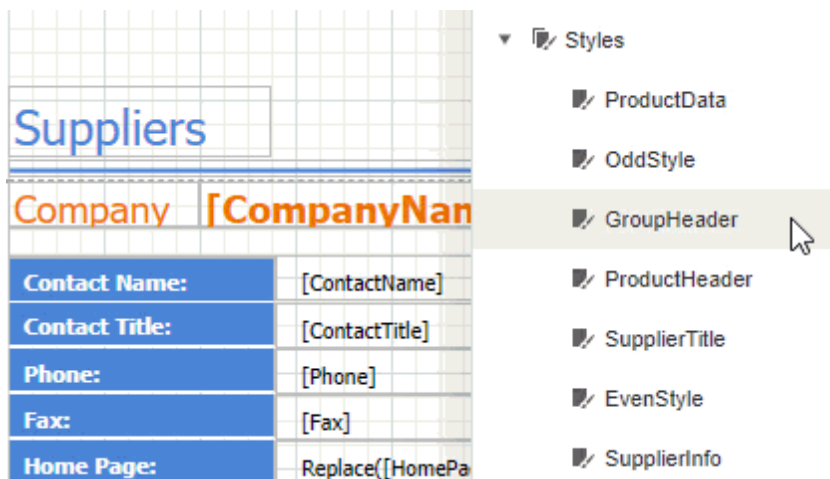 Suppliers
Company [CompanyNan
Contact Name: [ContactName]
Contact Title: [ContactTitle]
Phone: [Phone]
Fax: [Fax]
Home Page: Replace([HomePa
Styles
ProductData
OddStyle
GroupHeader
ProductHeader
SupplierTitle
EvenStyle
SupplierInfo